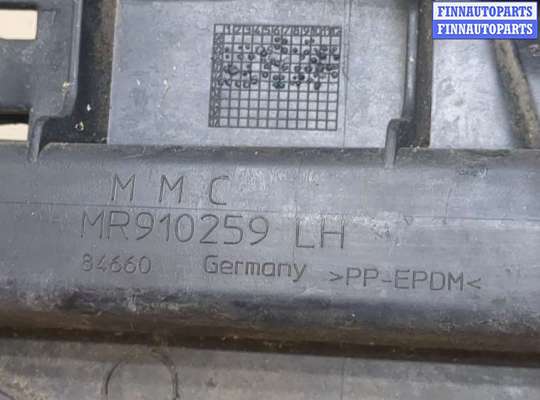 FINNAUTOPARTS
FINNAUTOPARTS
M M C
MR910259 LH
84660 Germany >PP-EPDM<